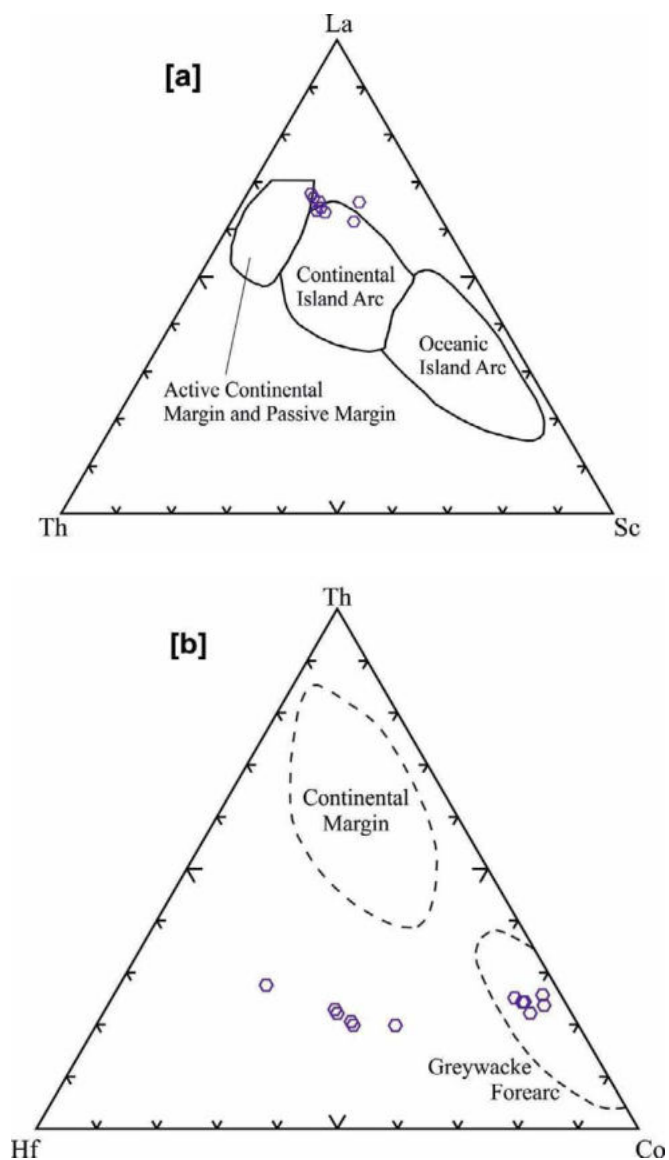 La
[a]
Continental
Island Arc
Oceanic
Island Arc
Active Continental
Margin and Passive Margin
Th
Sc
Th
[b]
Continental
Margin
Greywacke
Forearc
Hf
Co